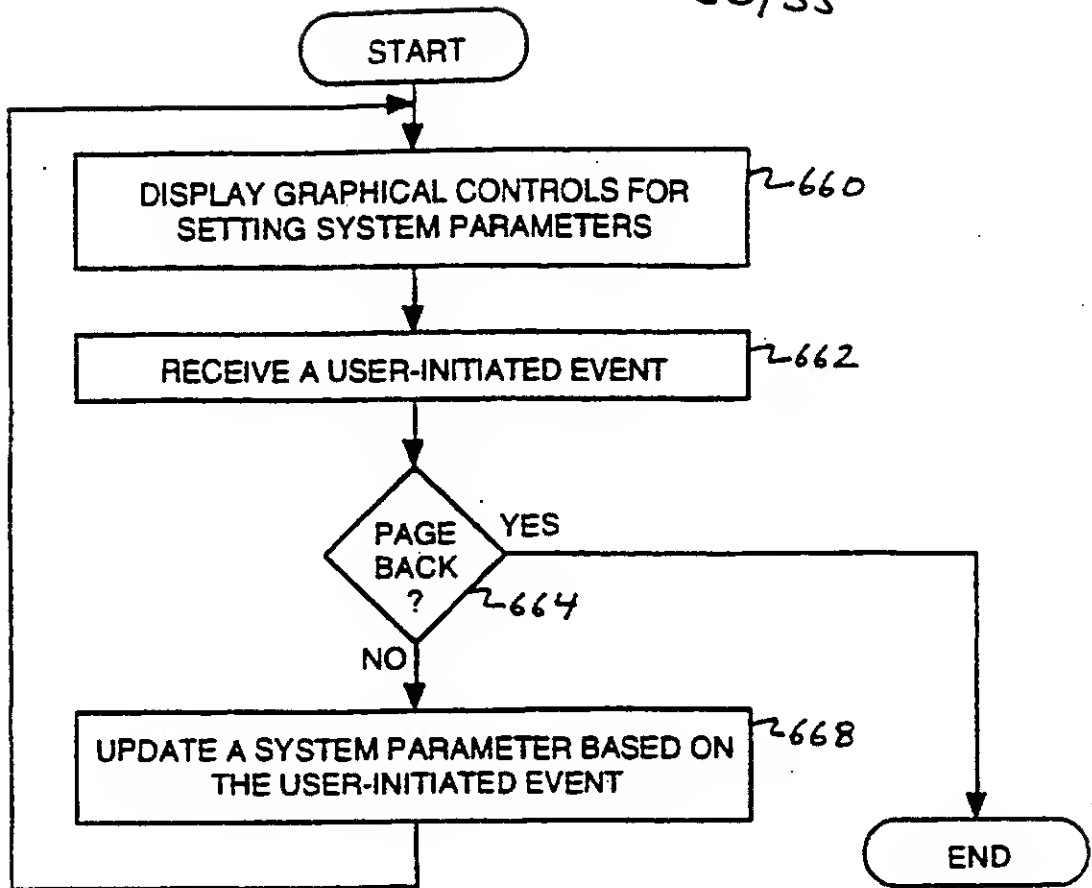 START
DISPLAY GRAPHICAL CONTROLS FOR
SETTING SYSTEM PARAMETERS
660
RECEIVE A USER-INITIATED EVENT
662
PAGE
BACK
?
YES
664
NO
UPDATE A SYSTEM PARAMETER BASED ON
THE USER-INITIATED EVENT
668
END